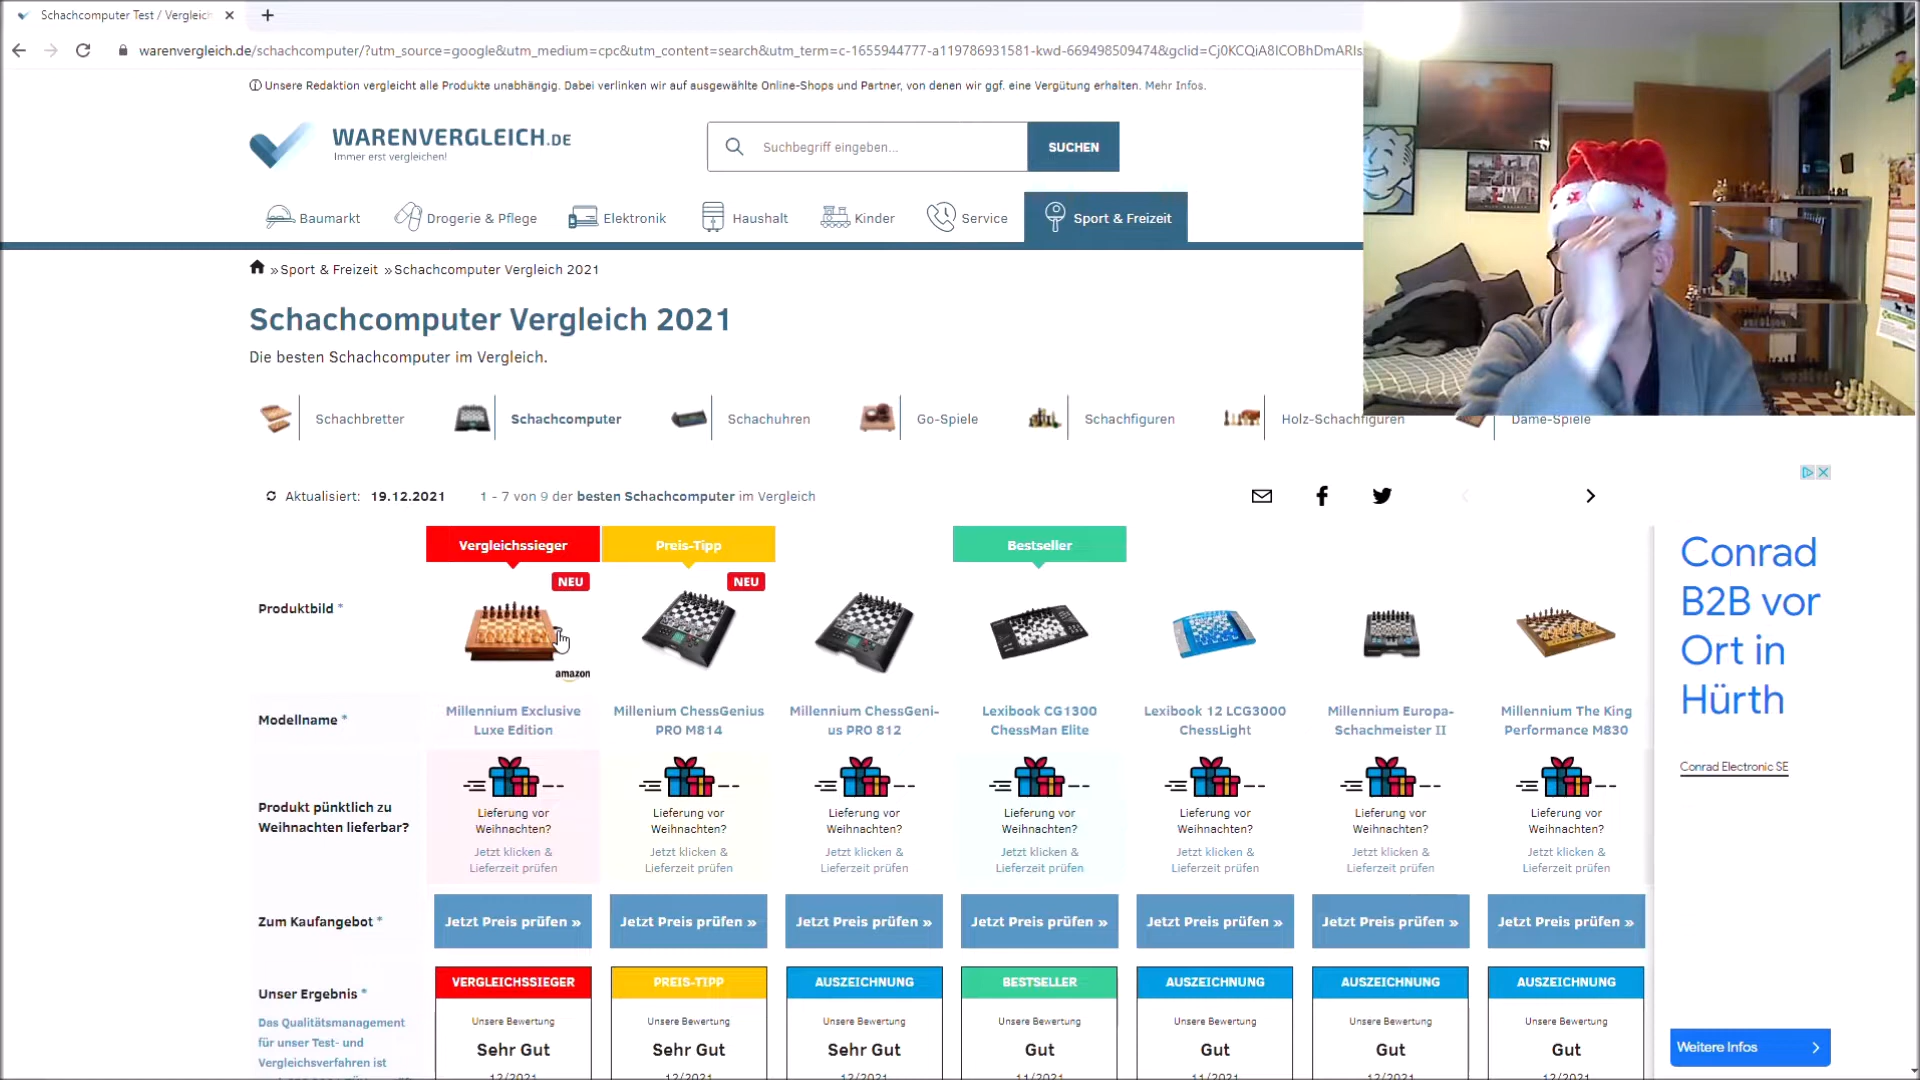 Schachcomputer Test / Vergleich
warenvergleich.de/schachcomputer/?utm_source=google&utm_medium=cpc&utm_content=search&utm_term=c-1655944777-a119786931581-kwd-669498509474&gclid=Cj0KCQiA8ICOBhDmARIs
Unsere Redaktion vergleicht alle Produkte unabhängig. Dabei verlinken wir auf ausgewählte Online-Shops und Partner, von denen wir ggf. eine Vergütung erhalten. Mehr Infos.
WARENVERGLEICH.DE
Immer erst vergleichen!
Suchbegriff eingeben...
SUCHEN
Baumarkt
Drogerie & Pflege
Elektronik
Haushalt
Kinder
Service
Sport & Freizeit
» Sport & Freizeit » Schachcomputer Vergleich 2021
Schachcomputer Vergleich 2021
Die besten Schachcomputer im Vergleich.
Schachbretter
Schachcomputer
Schachuhren
Go-Spiele
Schachfiguren
Holz-Schachfiguren
Dame-Spiele
Aktualisiert: 19.12.2021
1 - 7 von 9 der besten Schachcomputer im Vergleich
Vergleichssieger
Preis-Tipp
Bestseller
Produktbild *
NEU
NEU
amazon
Modellname *
Millennium Exclusive
Luxe Edition
Millenium ChessGenius
PRO M814
Millennium ChessGeni-
us PRO 812
Lexibook CG1300
ChessMan Elite
Lexibook 12 LCG3000
ChessLight
Millennium Europa-
Schachmeister II
Millennium The King
Performance M830
Produkt pünktlich zu
Weihnachten lieferbar?
Lieferung vor
Weihnachten?
Jetzt klicken &
Lieferzeit prüfen
Lieferung vor
Weihnachten?
Jetzt klicken &
Lieferzeit prüfen
Lieferung vor
Weihnachten?
Jetzt klicken &
Lieferzeit prüfen
Lieferung vor
Weihnachten?
Jetzt klicken &
Lieferzeit prüfen
Lieferung vor
Weihnachten?
Jetzt klicken &
Lieferzeit prüfen
Lieferung vor
Weihnachten?
Jetzt klicken &
Lieferzeit prüfen
Lieferung vor
Weihnachten?
Jetzt klicken &
Lieferzeit prüfen
Zum Kaufangebot *
Jetzt Preis prüfen »
Jetzt Preis prüfen »
Jetzt Preis prüfen »
Jetzt Preis prüfen »
Jetzt Preis prüfen »
Jetzt Preis prüfen »
Jetzt Preis prüfen »
Unser Ergebnis *
Das Qualitätsmanagement
für unser Test- und
Vergleichsverfahren ist
VERGLEICHSSIEGER
Unsere Bewertung
Sehr Gut
12/2021
PREIS-TIPP
Unsere Bewertung
Sehr Gut
12/2021
AUSZEICHNUNG
Unsere Bewertung
Sehr Gut
12/2021
BESTSELLER
Unsere Bewertung
Gut
11/2021
AUSZEICHNUNG
Unsere Bewertung
Gut
11/2021
AUSZEICHNUNG
Unsere Bewertung
Gut
12/2021
AUSZEICHNUNG
Unsere Bewertung
Gut
12/2021
Conrad
B2B vor
Ort in
Hürth
Conrad Electronic SE
Weitere Infos